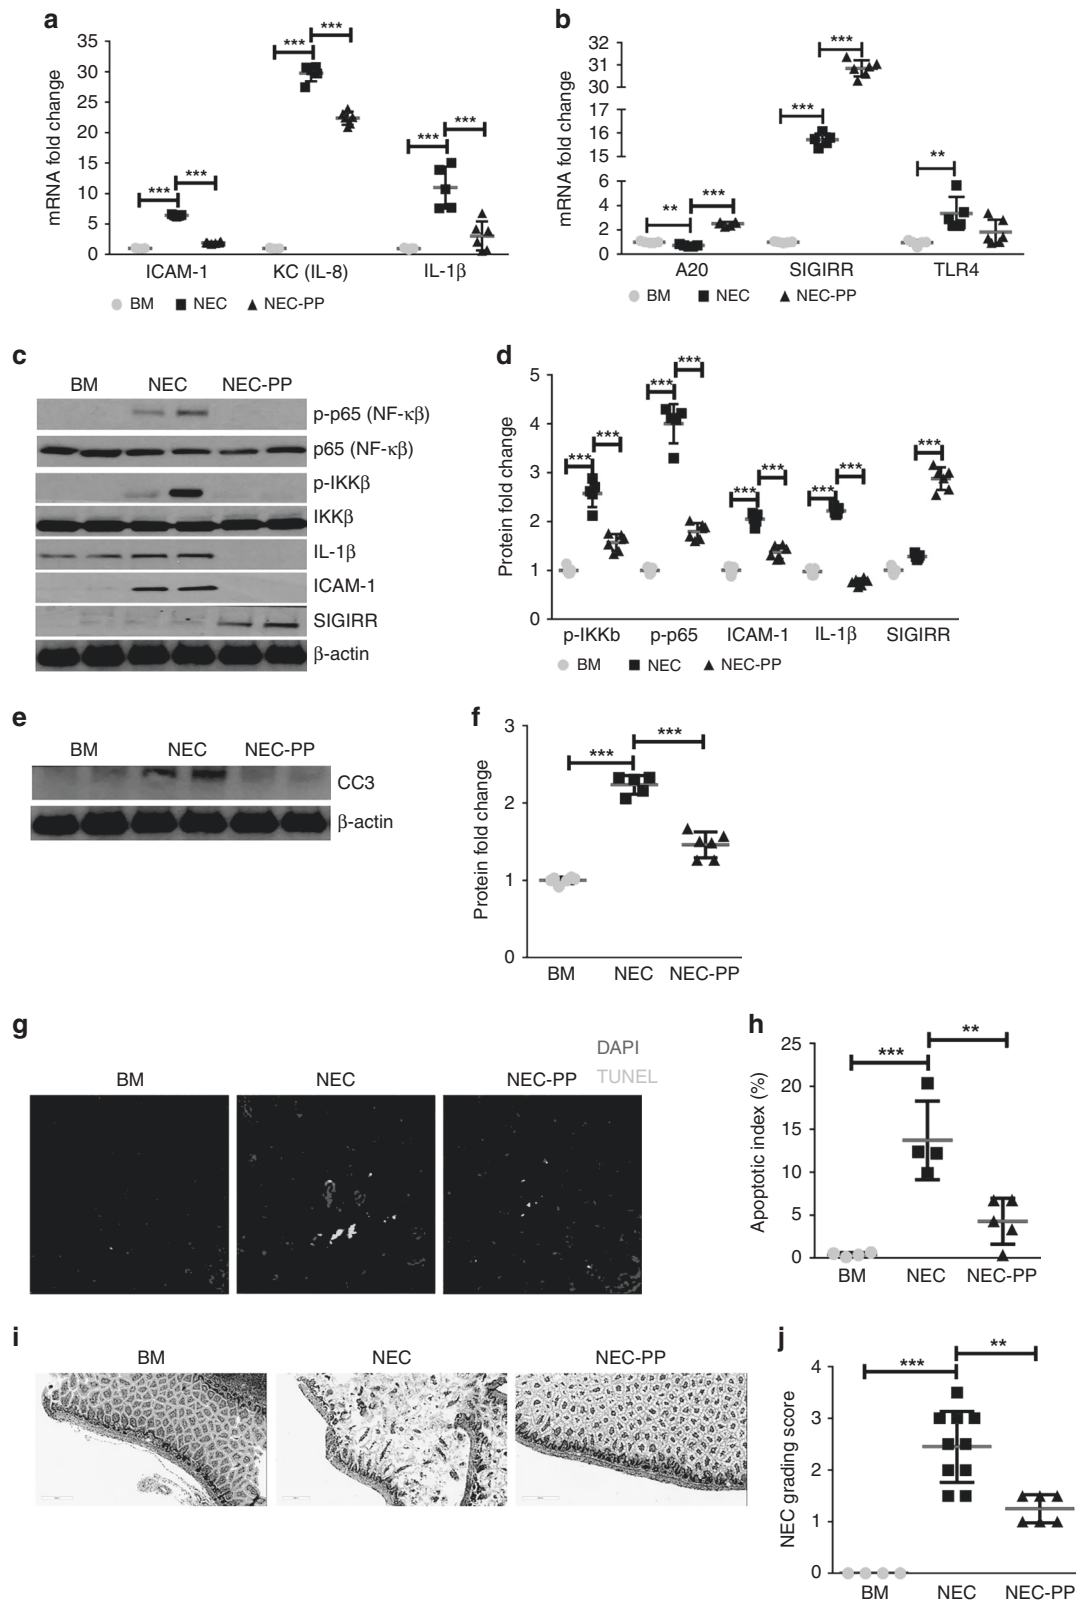 a
mRNA fold change
35
30
25
20
15
10
5
0
***
***
***
***
***
***
ICAM-1 KC (IL-8) IL-1β
BM NEC NEC-PP
b
mRNA fold change
32
31
30
17
16
15
6
4
2
0
**
***
***
***
**
A20 SIGIRR TLR4
BM NEC NEC-PP
c
BM NEC NEC-PP
p-p65 (NF-κβ)
p65 (NF-κβ)
p-IKKβ
IKKβ
IL-1β
ICAM-1
SIGIRR
β-actin
d
Protein fold change
5
4
3
2
1
0
***
***
***
***
***
***
***
***
***
p-IKKb p-p65 ICAM-1 IL-1β SIGIRR
BM NEC NEC-PP
e
BM NEC NEC-PP
CC3
β-actin
f
Protein fold change
3
2
1
0
***
***
BM NEC NEC-PP
g
DAPI
TUNEL
BM NEC NEC-PP
h
Apoptotic index (%)
25
20
15
10
5
0
***
**
BM NEC NEC-PP
i
BM NEC NEC-PP
j
NEC grading score
4
3
2
1
0
***
**
BM NEC NEC-PP